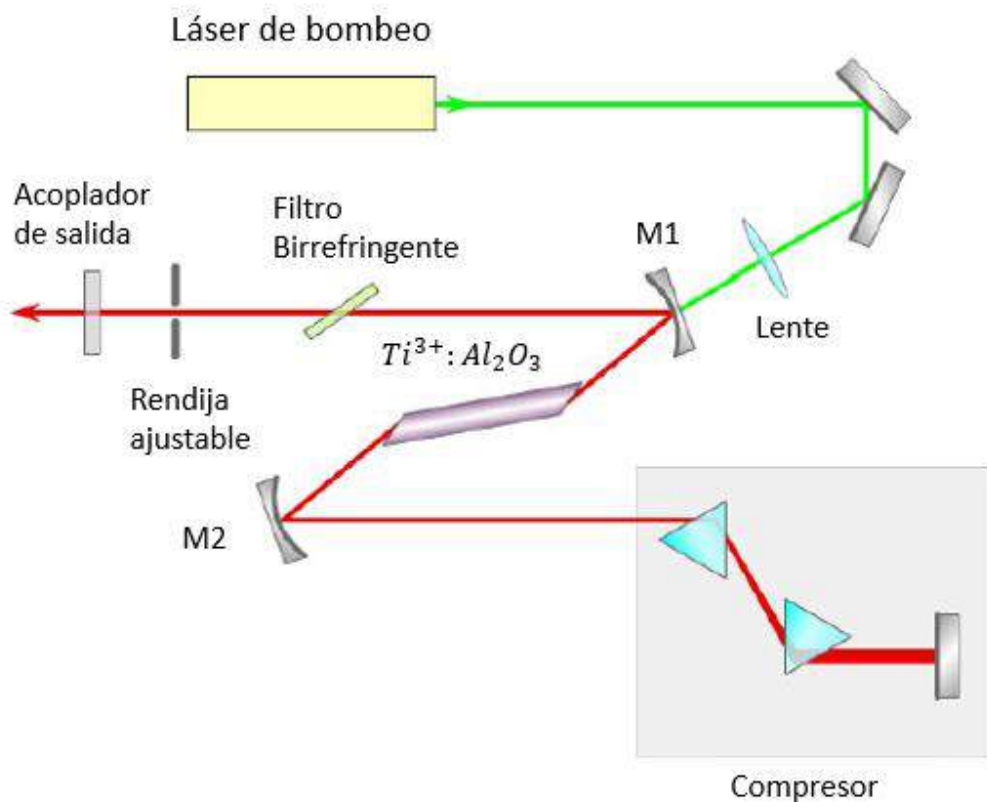 Láser de bombeo
Acoplador
de salida
Filtro
Birrefringente
M1
Lente
Ti³⁺: Al₂O₃
Rendija
ajustable
M2
Compresor